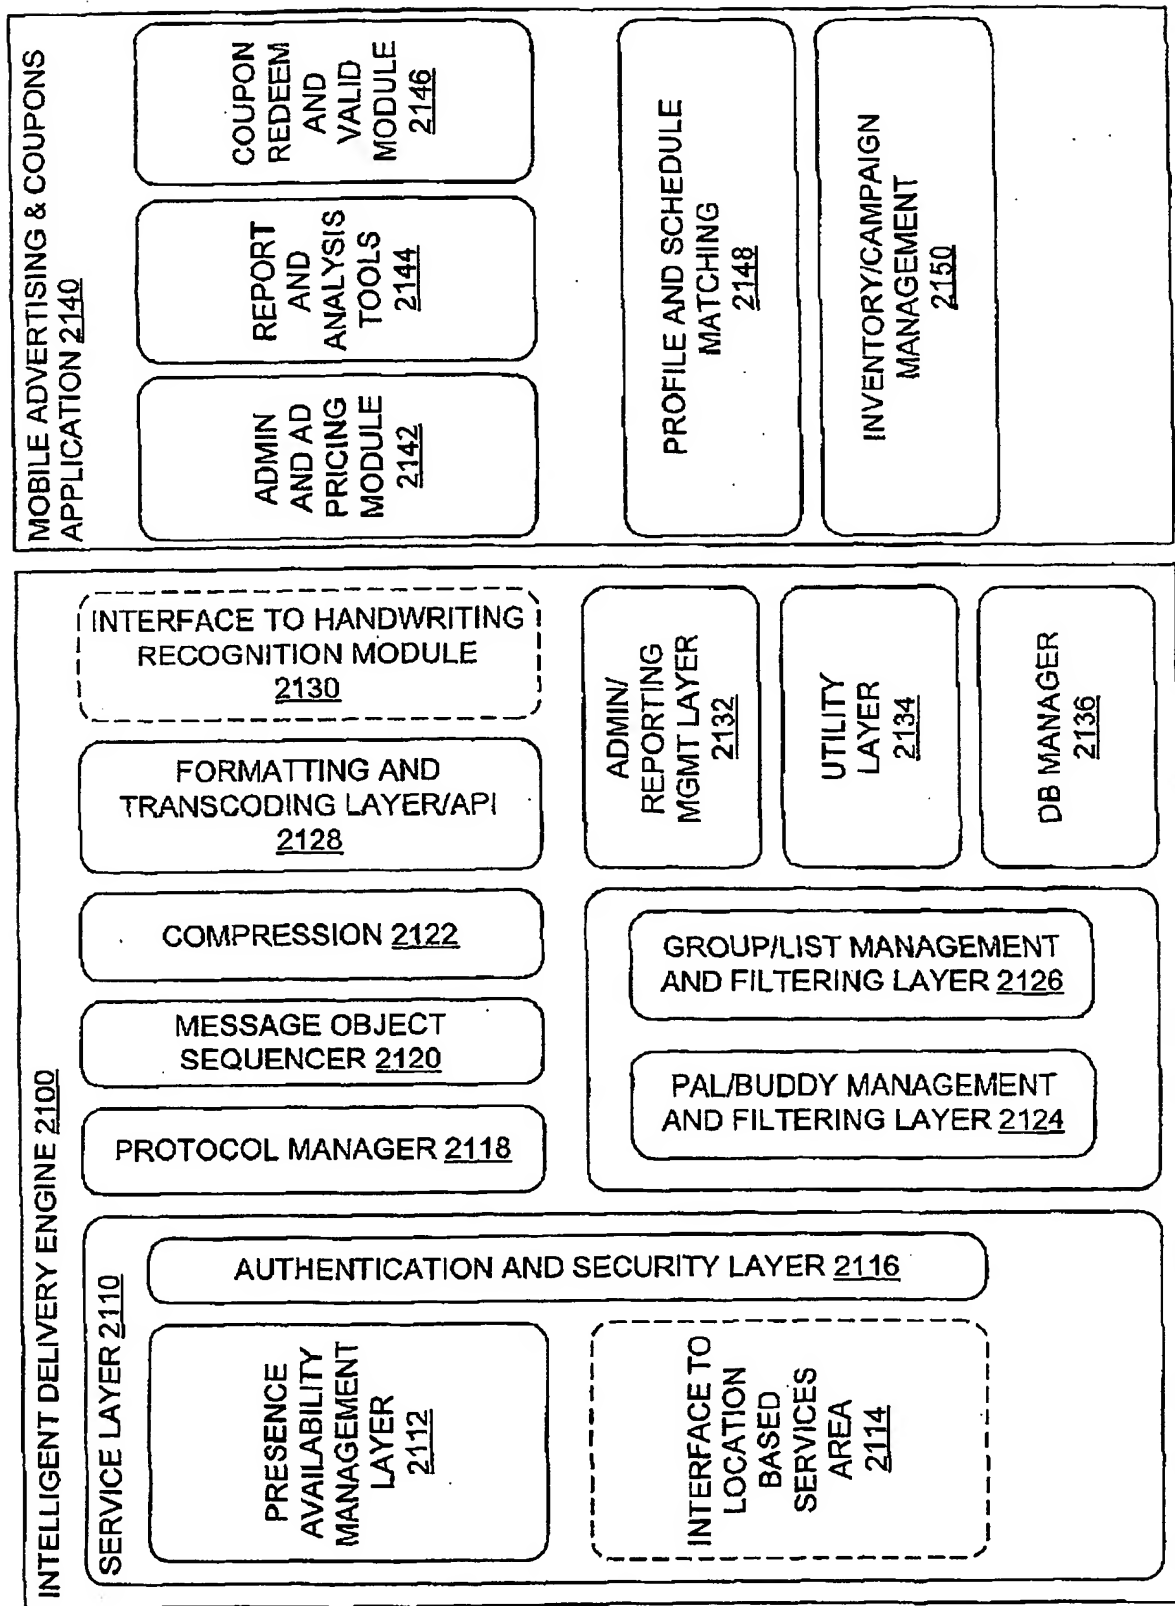 INTELLIGENT DELIVERY ENGINE 2100
SERVICE LAYER 2110
PRESENCE
AVAILABILITY
MANAGEMENT
LAYER
2112
INTERFACE TO
LOCATION
BASED
SERVICES
AREA
2114
AUTHENTICATION AND SECURITY LAYER 2116
PROTOCOL MANAGER 2118
MESSAGE OBJECT
SEQUENCER 2120
COMPRESSION 2122
FORMATTING AND
TRANSCODING LAYER/API
2128
INTERFACE TO HANDWRITING
RECOGNITION MODULE
2130
PAL/BUDDY MANAGEMENT
AND FILTERING LAYER 2124
GROUP/LIST MANAGEMENT
AND FILTERING LAYER 2126
ADMIN/
REPORTING
MGMT LAYER
2132
UTILITY
LAYER
2134
DB MANAGER
2136
MOBILE ADVERTISING & COUPONS
APPLICATION 2140
ADMIN
AND AD
PRICING
MODULE
2142
REPORT
AND
ANALYSIS
TOOLS
2144
COUPON
REDEEM
AND
VALID
MODULE
2146
PROFILE AND SCHEDULE
MATCHING
2148
INVENTORY/CAMPAIGN
MANAGEMENT
2150